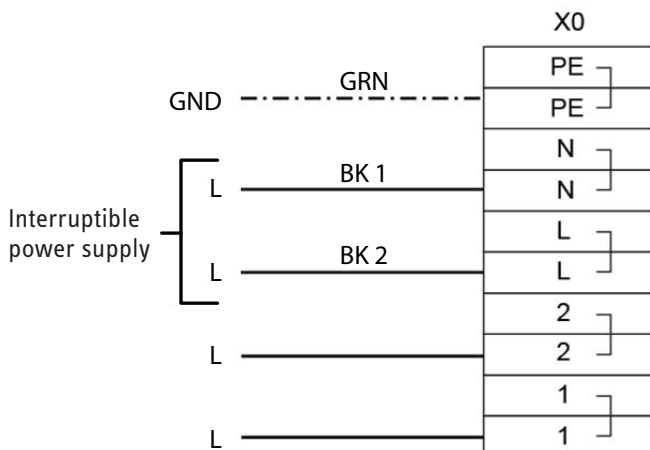 X0
PE
GRN
GND
PE
N
BK 1
L
N
Interruptible
power supply
L
BK 2
L
L
2
L
2
1
L
1